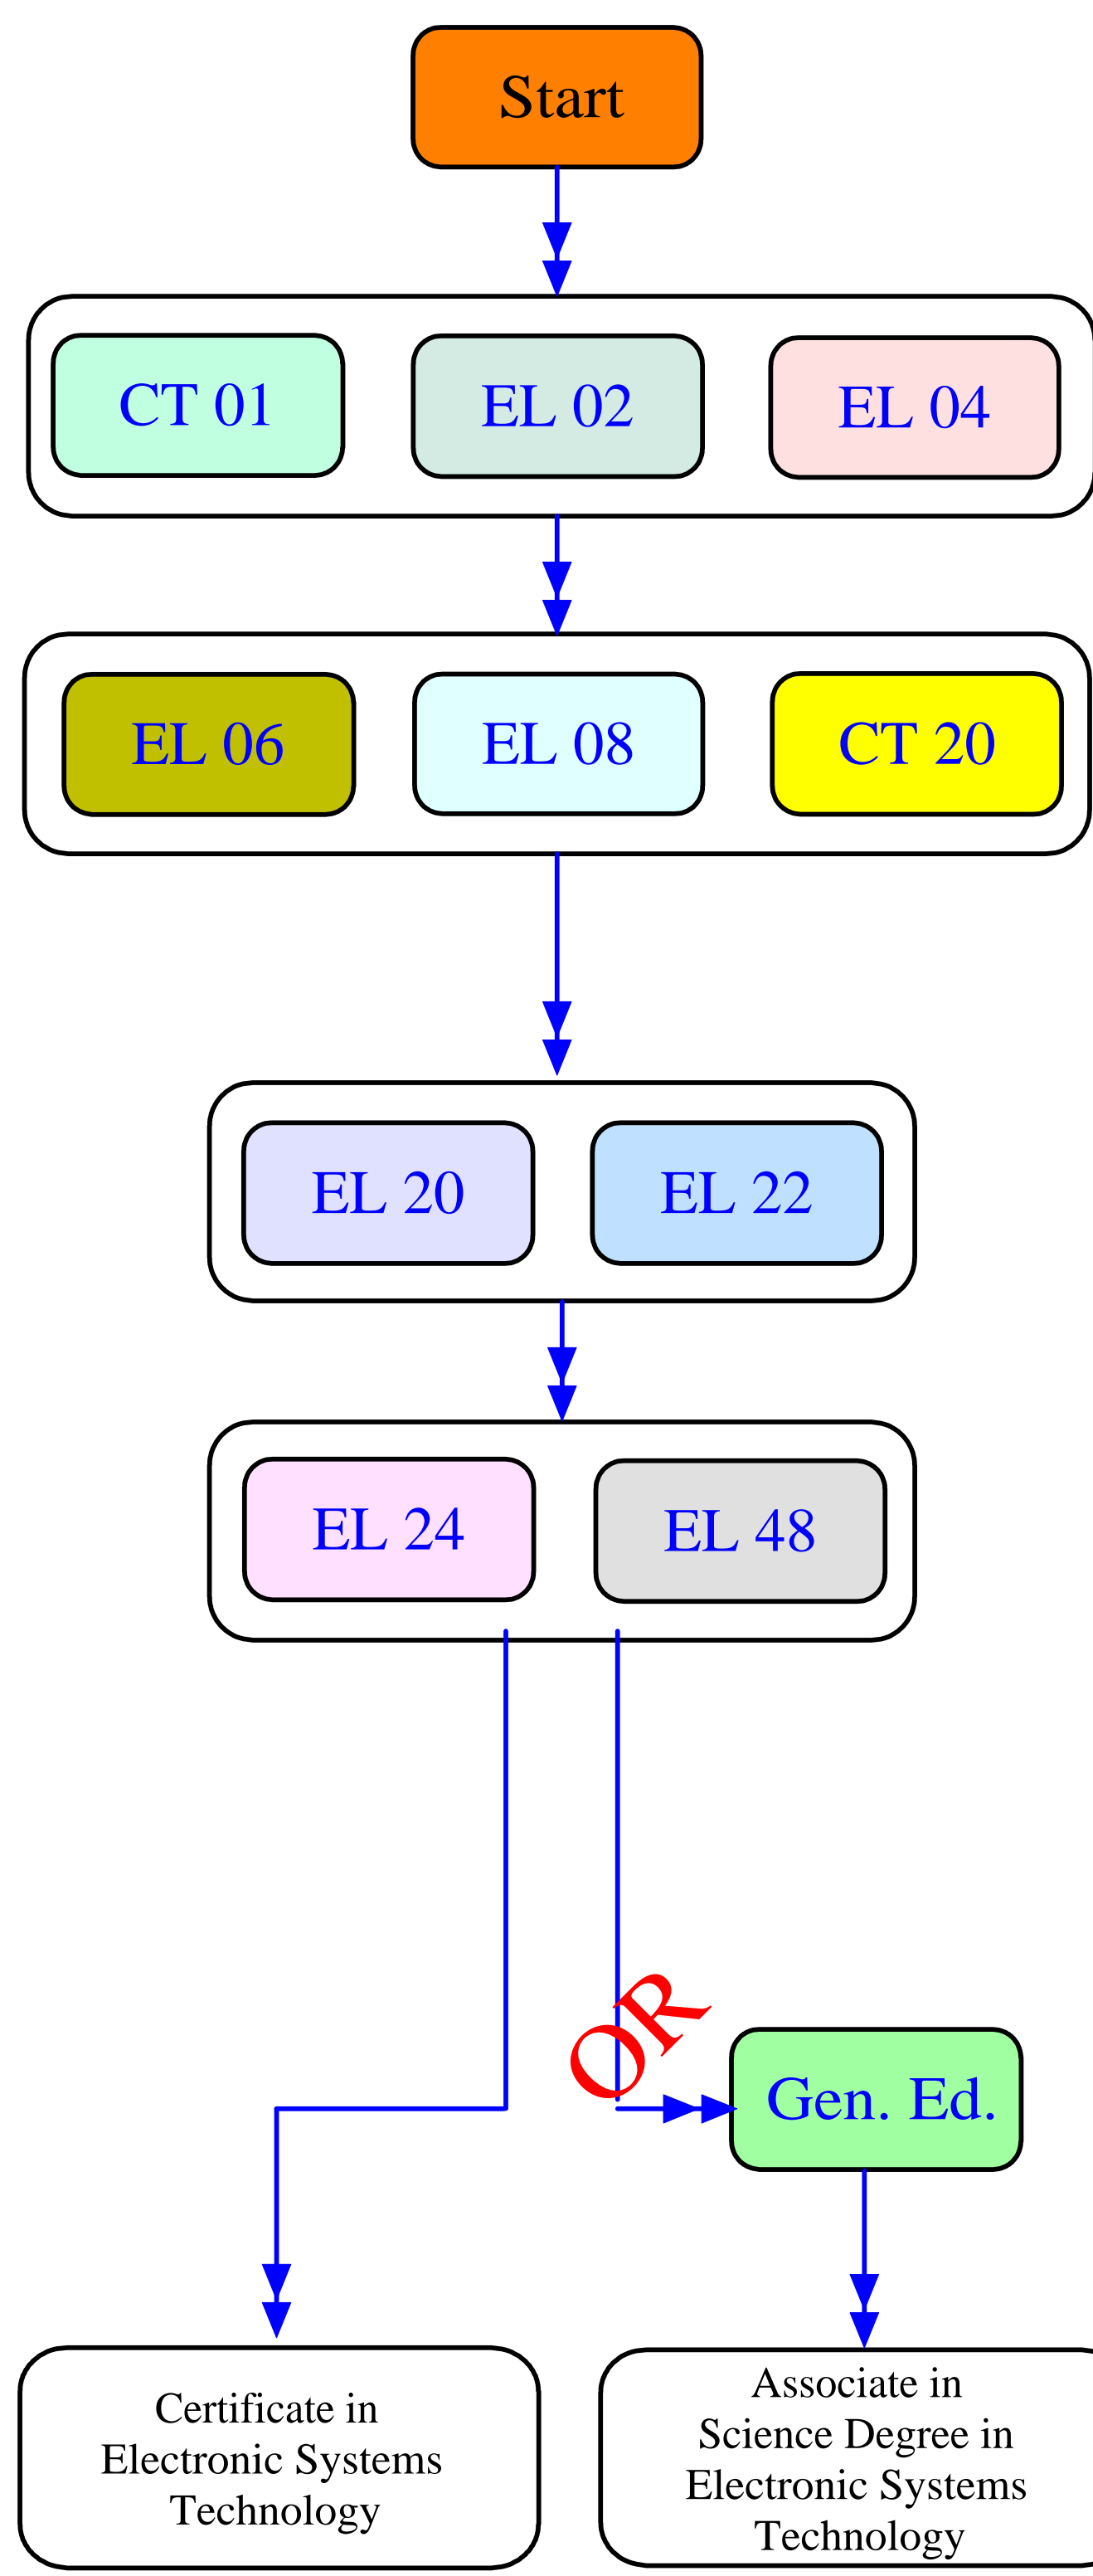 Start
CT 01
EL 02
EL 04
EL 06
EL 08
CT 20
EL 20
EL 22
EL 24
EL 48
OR
Gen. Ed.
Certificate in
Electronic Systems
Technology
Associate in
Science Degree in
Electronic Systems
Technology